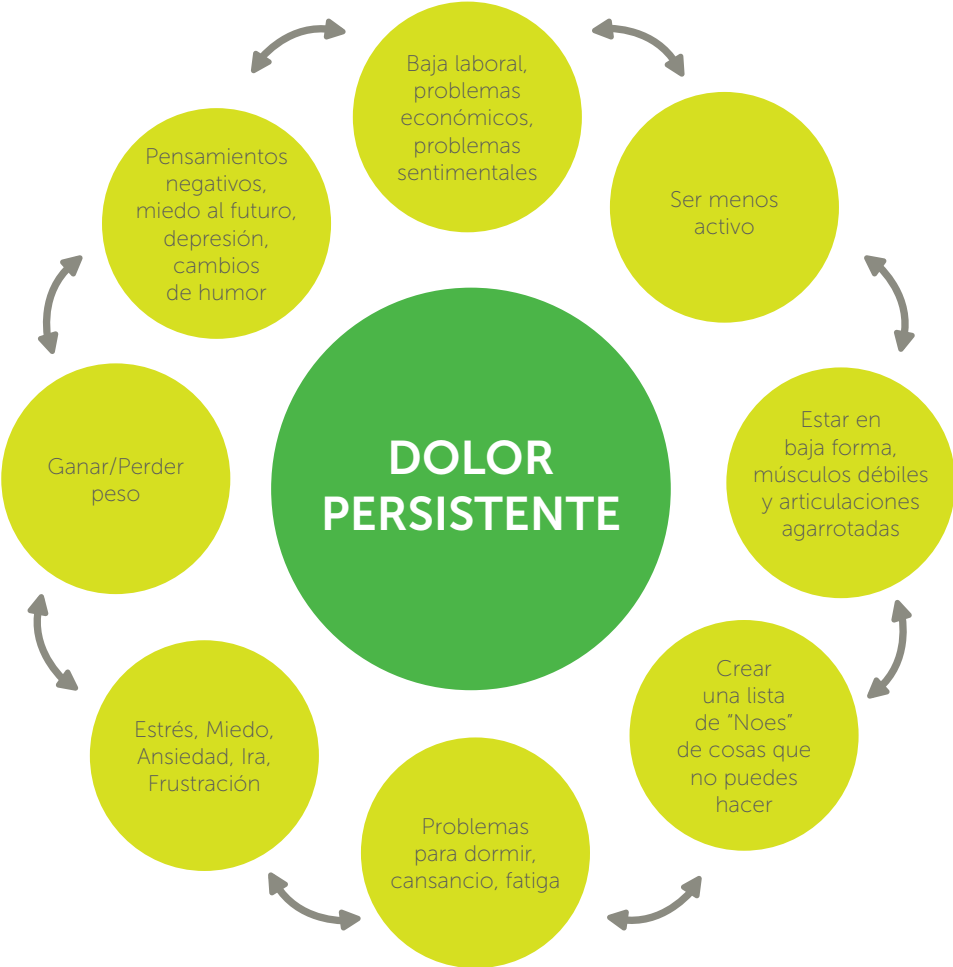 Baja laboral,
problemas
económicos,
problemas
sentimentales
Ser menos
activo
Estar en
baja forma,
músculos débiles
y articulaciones
agarrotadas
Crear
una lista
de “Noes”
de cosas que
no puedes
hacer
Problemas
para dormir,
cansancio, fatiga
Estrés, Miedo,
Ansiedad, Ira,
Frustración
Ganar/Perder
peso
Pensamientos
negativos,
miedo al futuro,
depresión,
cambios
de humor
DOLOR
PERSISTENTE